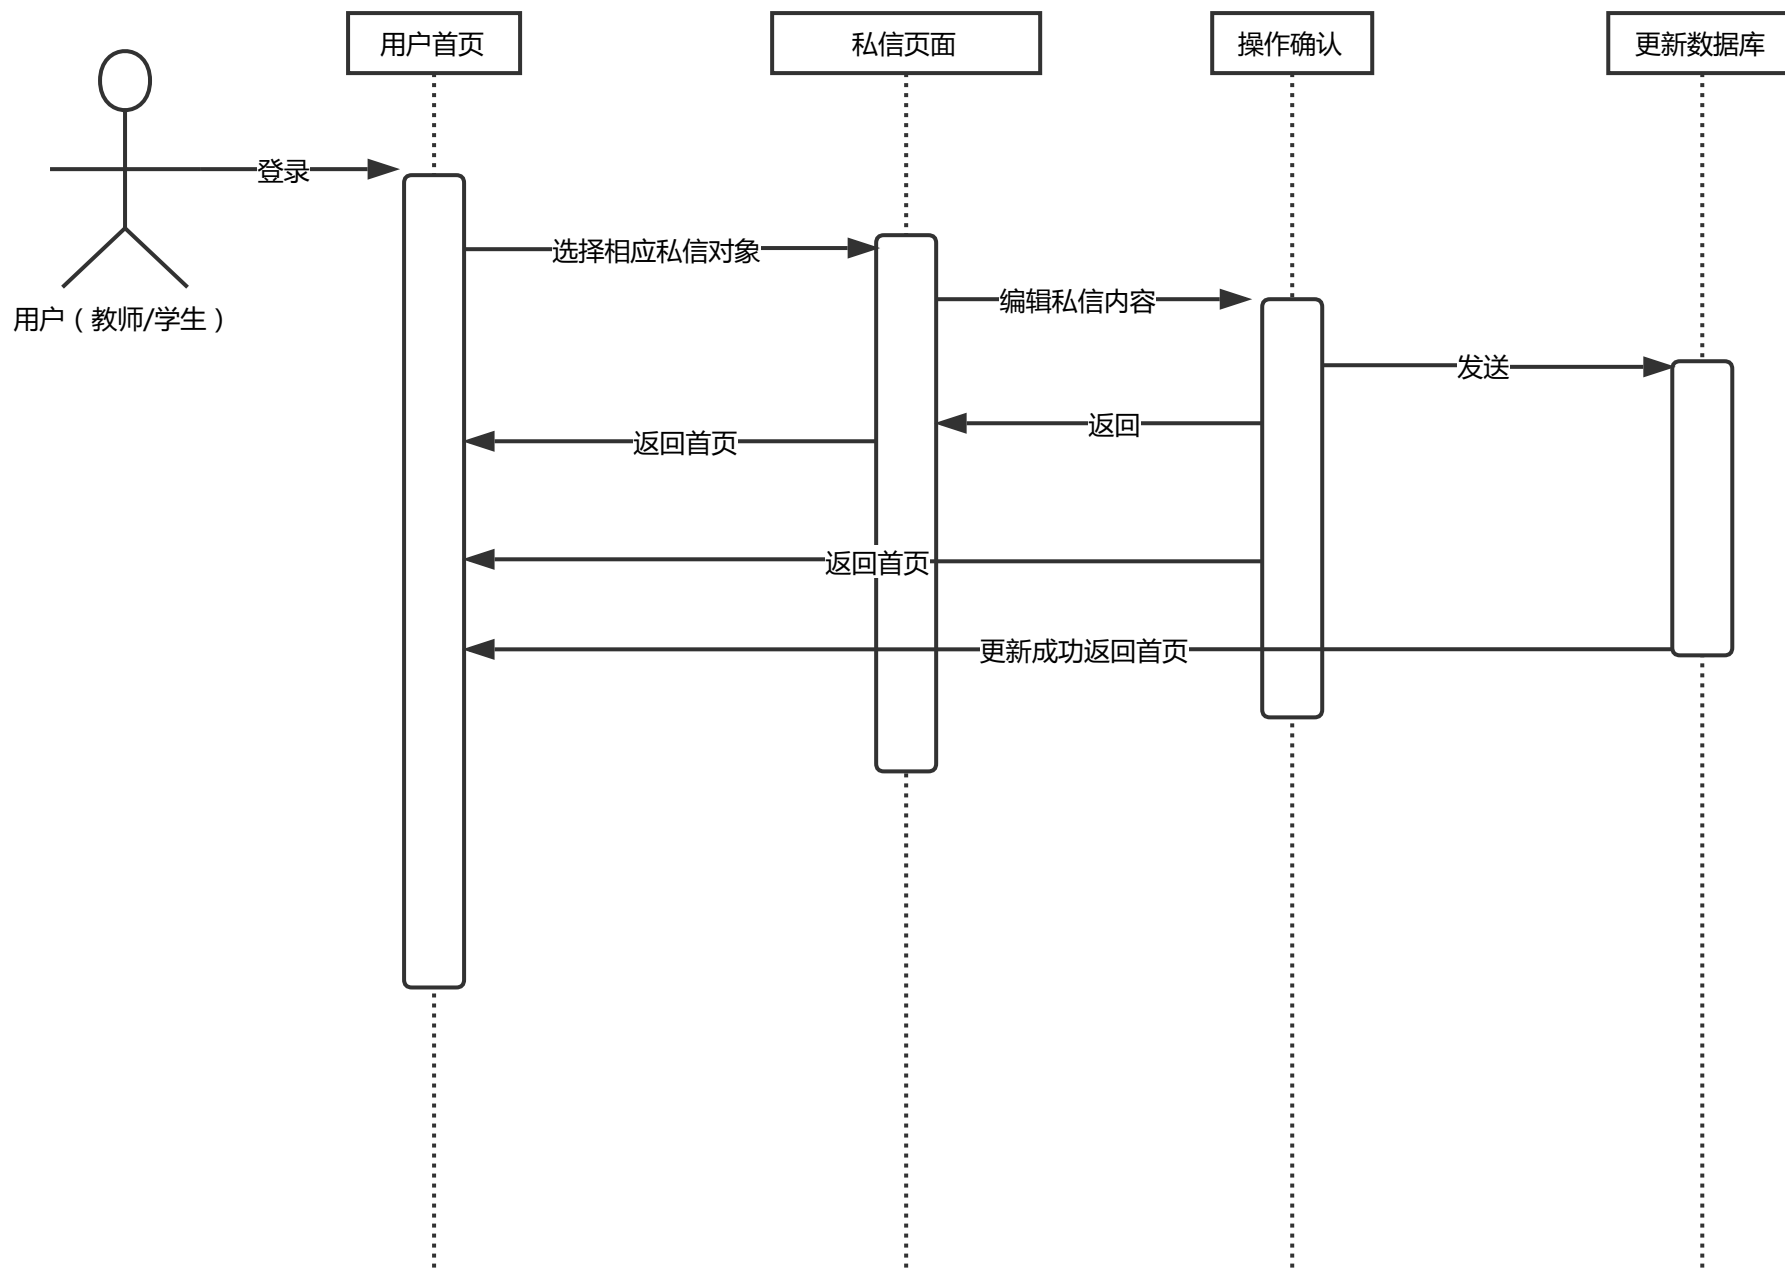 用户首页
私信页面
操作确认
更新数据库
登录
选择相应私信对象
编辑私信内容
用户（教师/学生）
发送
返回
返回首页
返回首页
更新成功返回首页